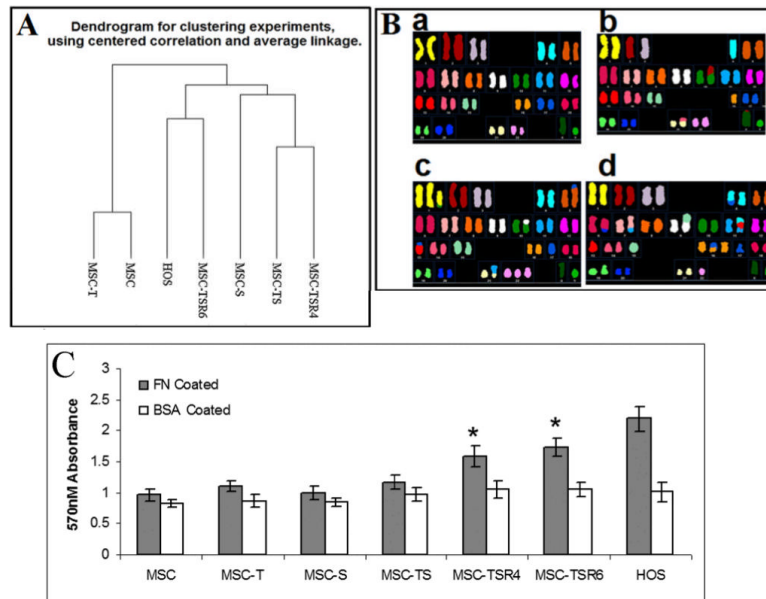 A
Dendrogram for clustering experiments,
using centered correlation and average linkage.
MSC-T
MSC
HOS
MSC-TSR6
MSC-S
MSC-TS
MSC-TSR4
B
a
b
c
d
C
3
2.5
2
1.5
1
0.5
0
570nM Absorbance
FN Coated
BSA Coated
*
*
MSC
MSC-T
MSC-S
MSC-TS
MSC-TSR4
MSC-TSR6
HOS